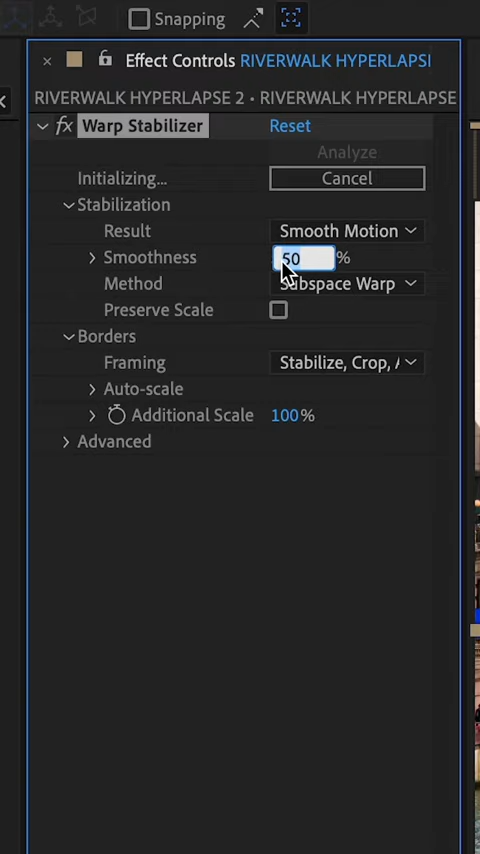 Snapping
Effect Controls RIVERWALK HYPERLAPSI
RIVERWALK HYPERLAPSE 2 • RIVERWALK HYPERLAPSE
fx Warp Stabilizer Reset
Analyze
Initializing... Cancel
Stabilization
Result Smooth Motion
Smoothness 50 %
Method Subspace Warp
Preserve Scale
Borders
Framing Stabilize, Crop, A
Auto-scale
Additional Scale 100%
Advanced